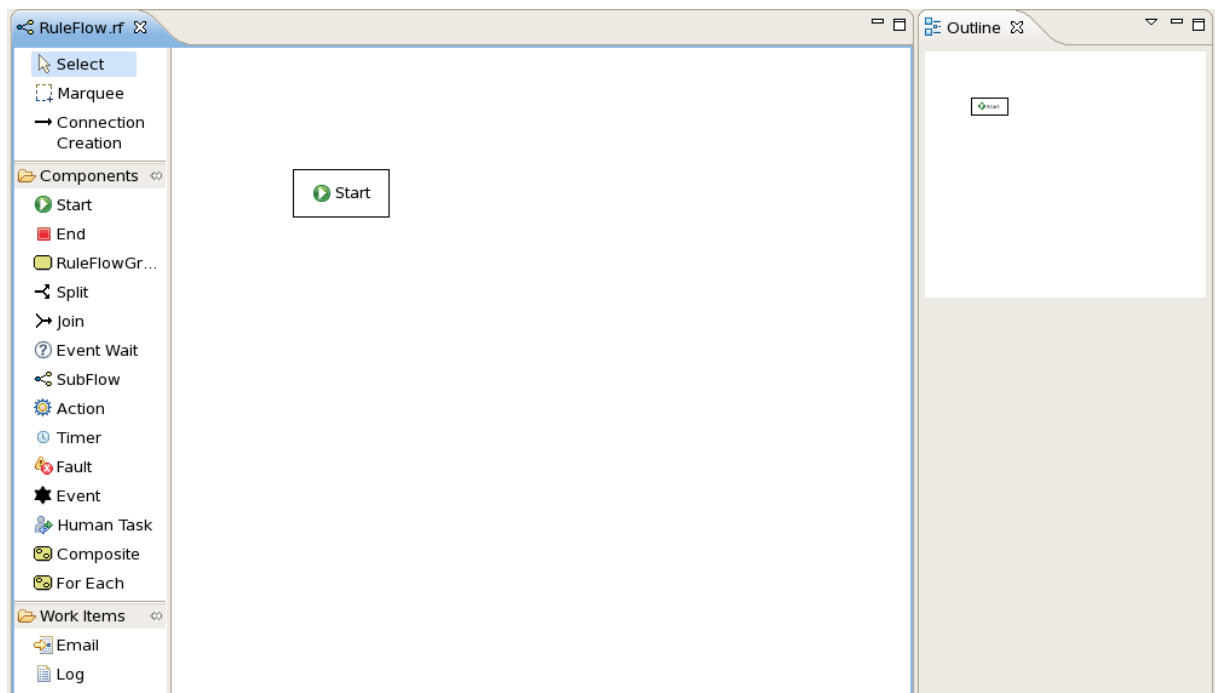 RuleFlow.rf
Outline
Select
Marquee
Connection
Creation
Components
Start
End
RuleFlowGr...
Split
Join
Event Wait
SubFlow
Action
Timer
Fault
Event
Human Task
Composite
For Each
Work Items
Email
Log
Start
Start